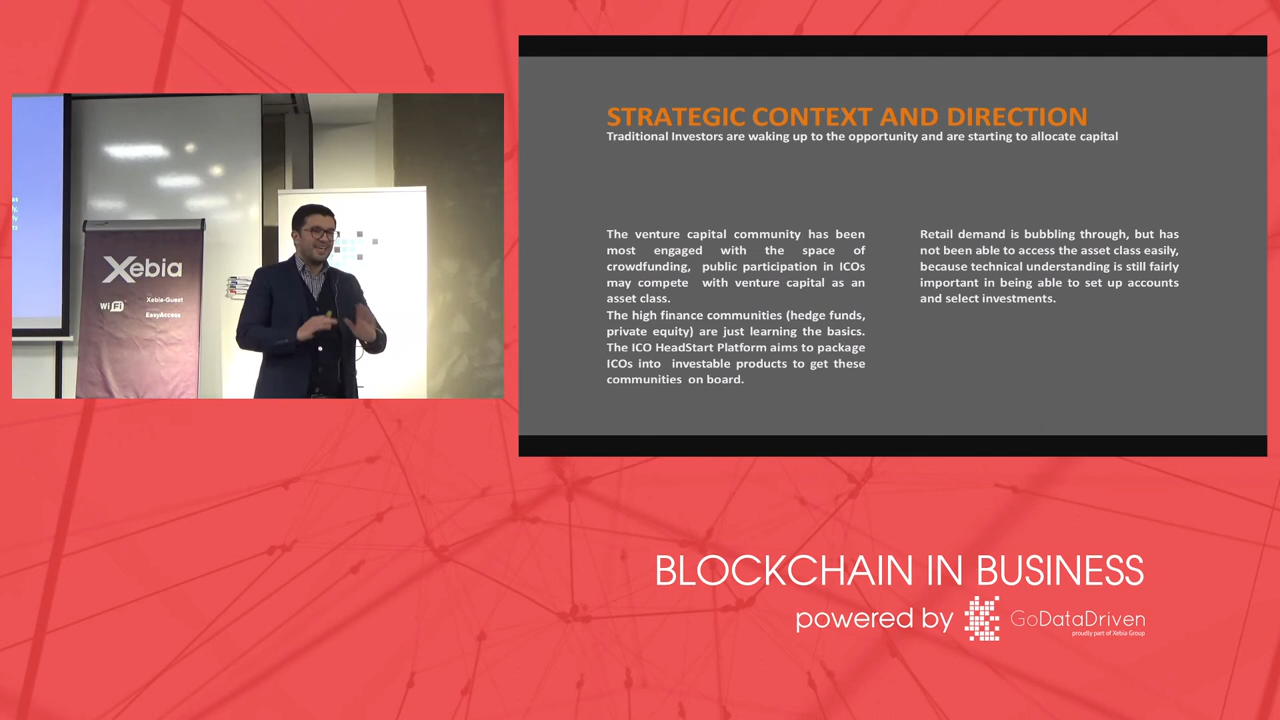 Xebia
WiFi
Xebia-Guest
EasyAccess
STRATEGIC CONTEXT AND DIRECTION
Traditional Investors are waking up to the opportunity and are starting to allocate capital
The venture capital community has been
most engaged with the space of
crowdfunding, public participation in ICOs
may compete with venture capital as an
asset class.
The high finance communities (hedge funds,
private equity) are just learning the basics.
The ICO HeadStart Platform aims to package
ICOs into investable products to get these
communities on board.
Retail demand is bubbling through, but has
not been able to access the asset class easily,
because technical understanding is still fairly
important in being able to set up accounts
and select investments.
BLOCKCHAIN IN BUSINESS
powered by GoDataDriven
proudly part of Xebia Group